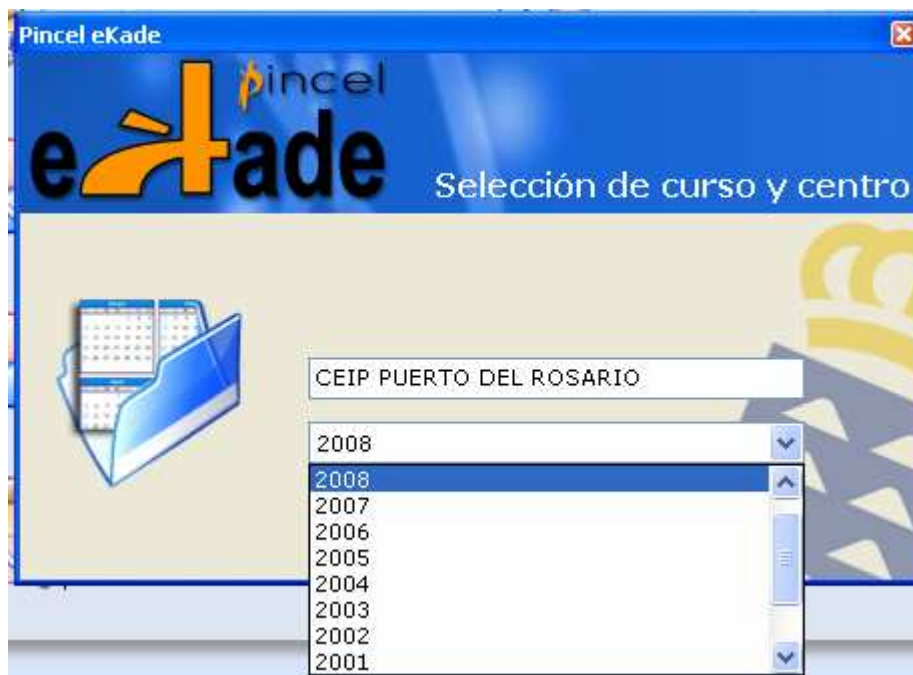 Pincel eKade
pincel
ekade
Selección de curso y centro
CEIP PUERTO DEL ROSARIO
2008
2008
2007
2006
2005
2004
2003
2002
2001